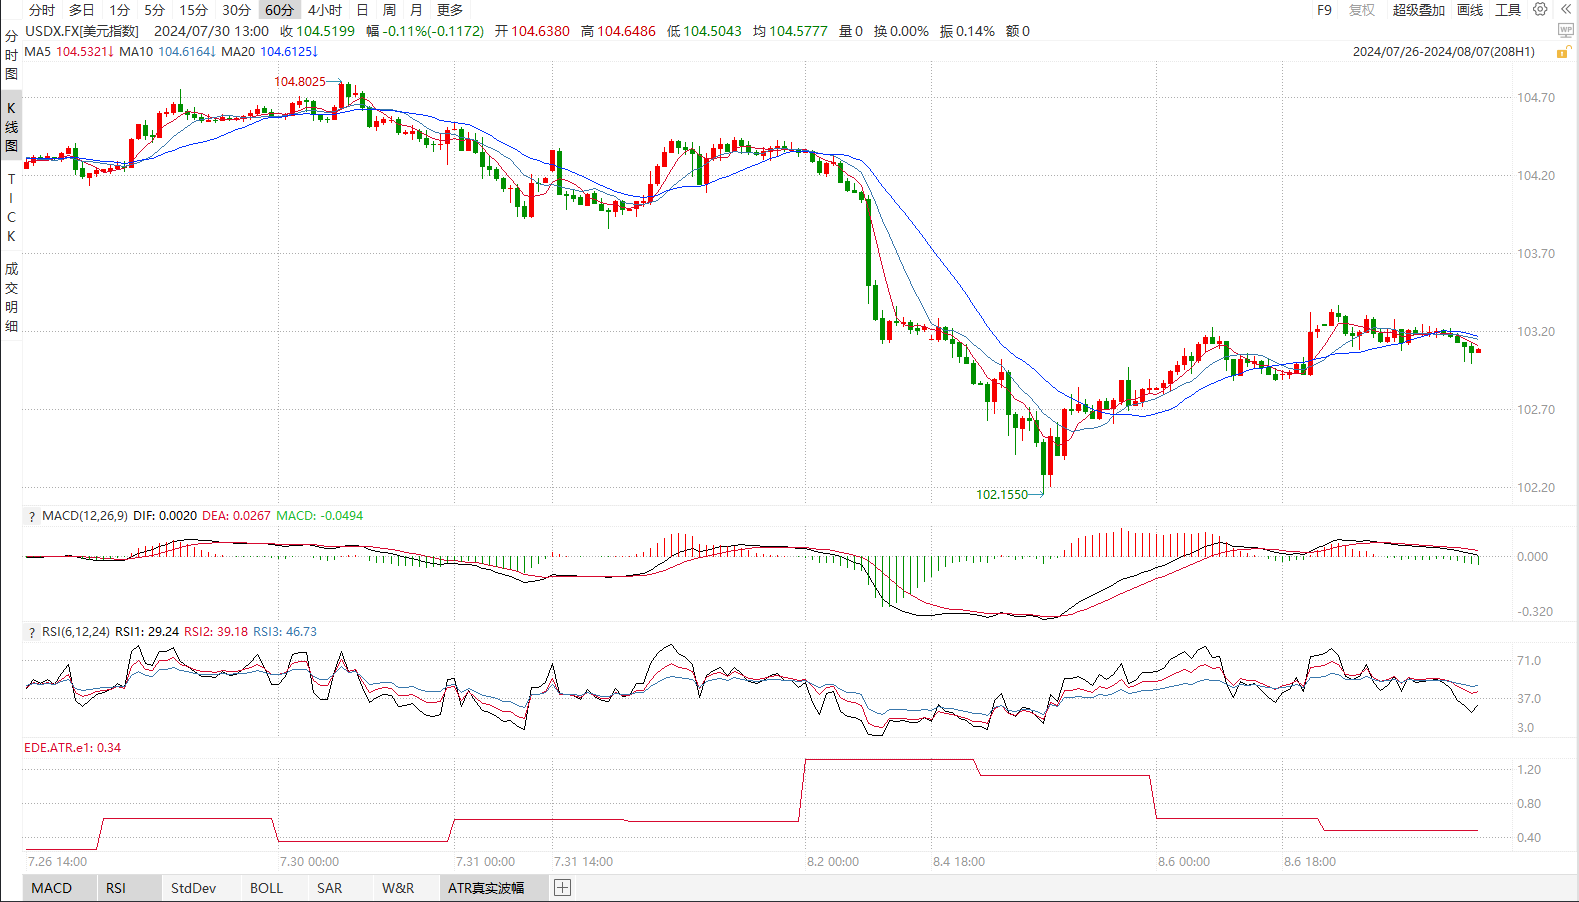 分时 多日 1分 5分 15分 30分 60分 4小时 日 周 月 更多 F9 复权 超级叠加 画线 工具
USDX.FX[美元指数] 2024/07/30 13:00 收 104.5199 幅 -0.11%(-0.1172) 开 104.6380 高 104.6486 低 104.5043 均 104.5777 量 0 换 0.00% 振 0.14% 额 0 WP
MA5 104.5321↓ MA10 104.6164↓ MA20 104.6125↓ 2024/07/26-2024/08/07(208H1)
分时图
K线图
TICK
成交明细
104.8025
104.70
104.20
103.70
103.20
102.70
102.20
102.1550
? MACD(12,26,9) DIF: 0.0020 DEA: 0.0267 MACD: -0.0494
0.000
-0.320
? RSI(6,12,24) RSI1: 29.24 RSI2: 39.18 RSI3: 46.73
71.0
37.0
3.0
EDE.ATR.e1: 0.34
1.20
0.80
0.40
7.26 14:00 7.30 00:00 7.31 00:00 7.31 14:00 8.2 00:00 8.4 18:00 8.6 00:00 8.6 18:00
MACD RSI StdDev BOLL SAR W&R ATR真实波幅